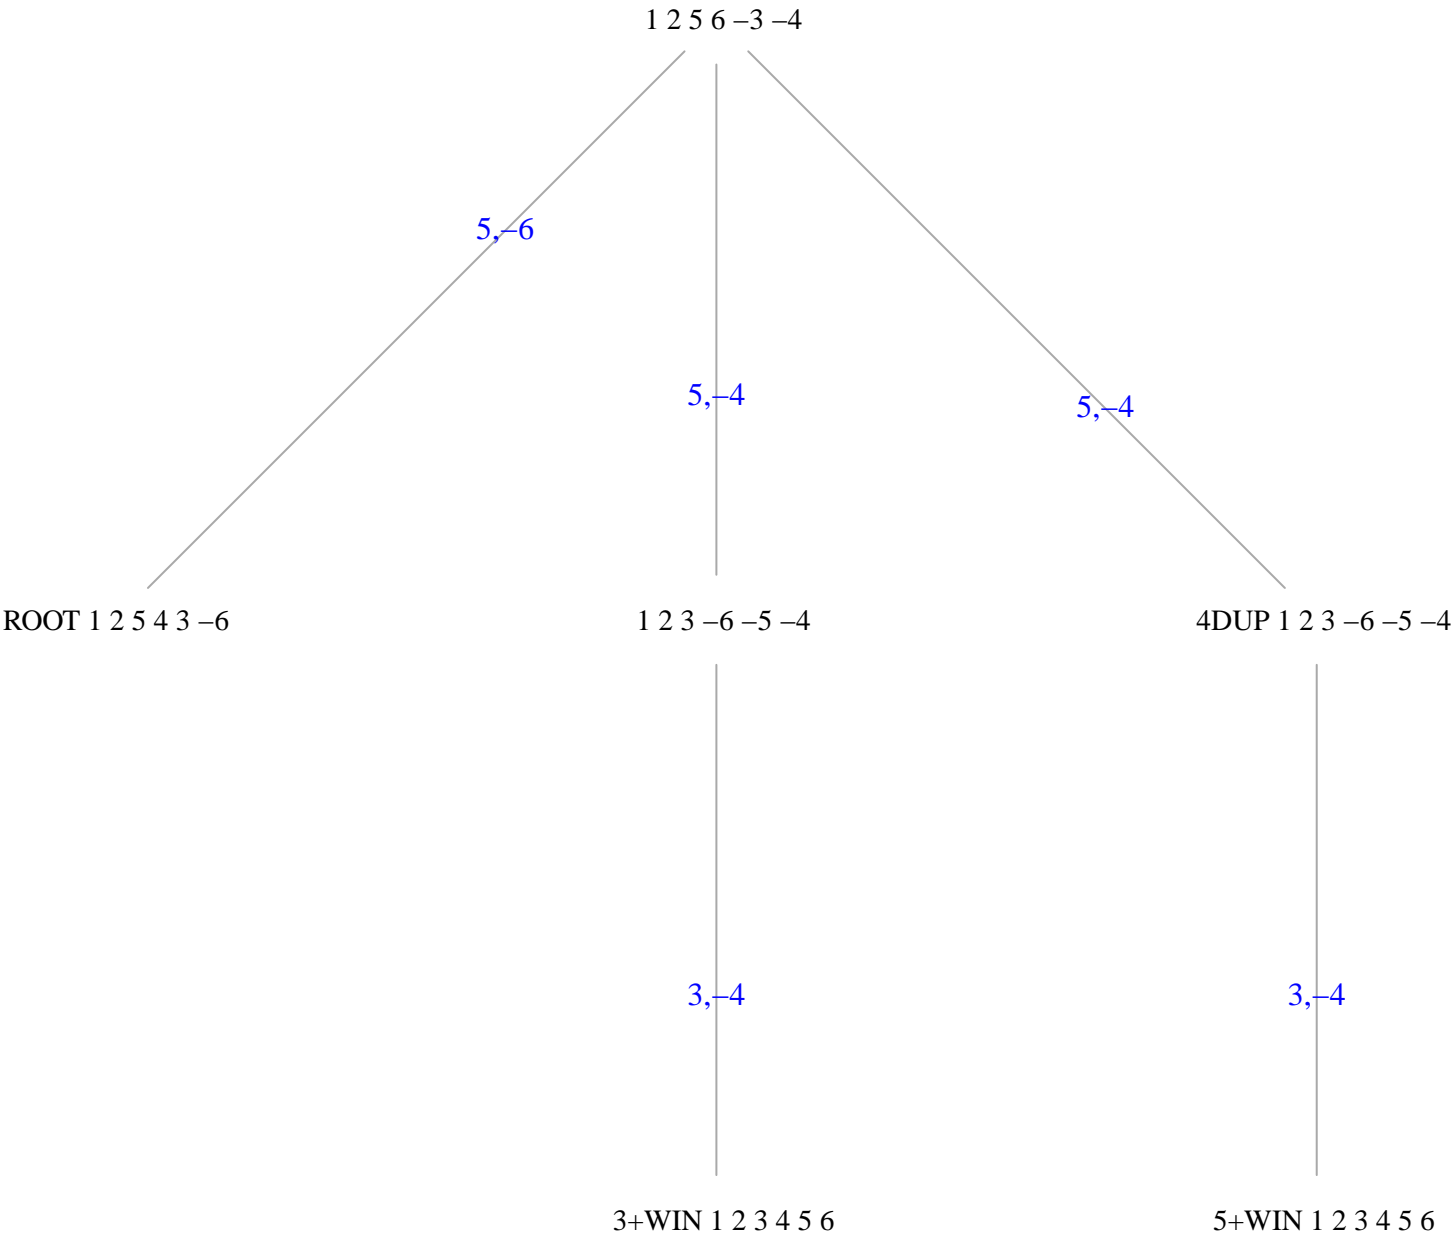 1 2 5 6 –3 –4
5,–6
5,–4
5,–4
ROOT 1 2 5 4 3 –6
1 2 3 –6 –5 –4
4DUP 1 2 3 –6 –5 –4
3,–4
3,–4
3+WIN 1 2 3 4 5 6
5+WIN 1 2 3 4 5 6